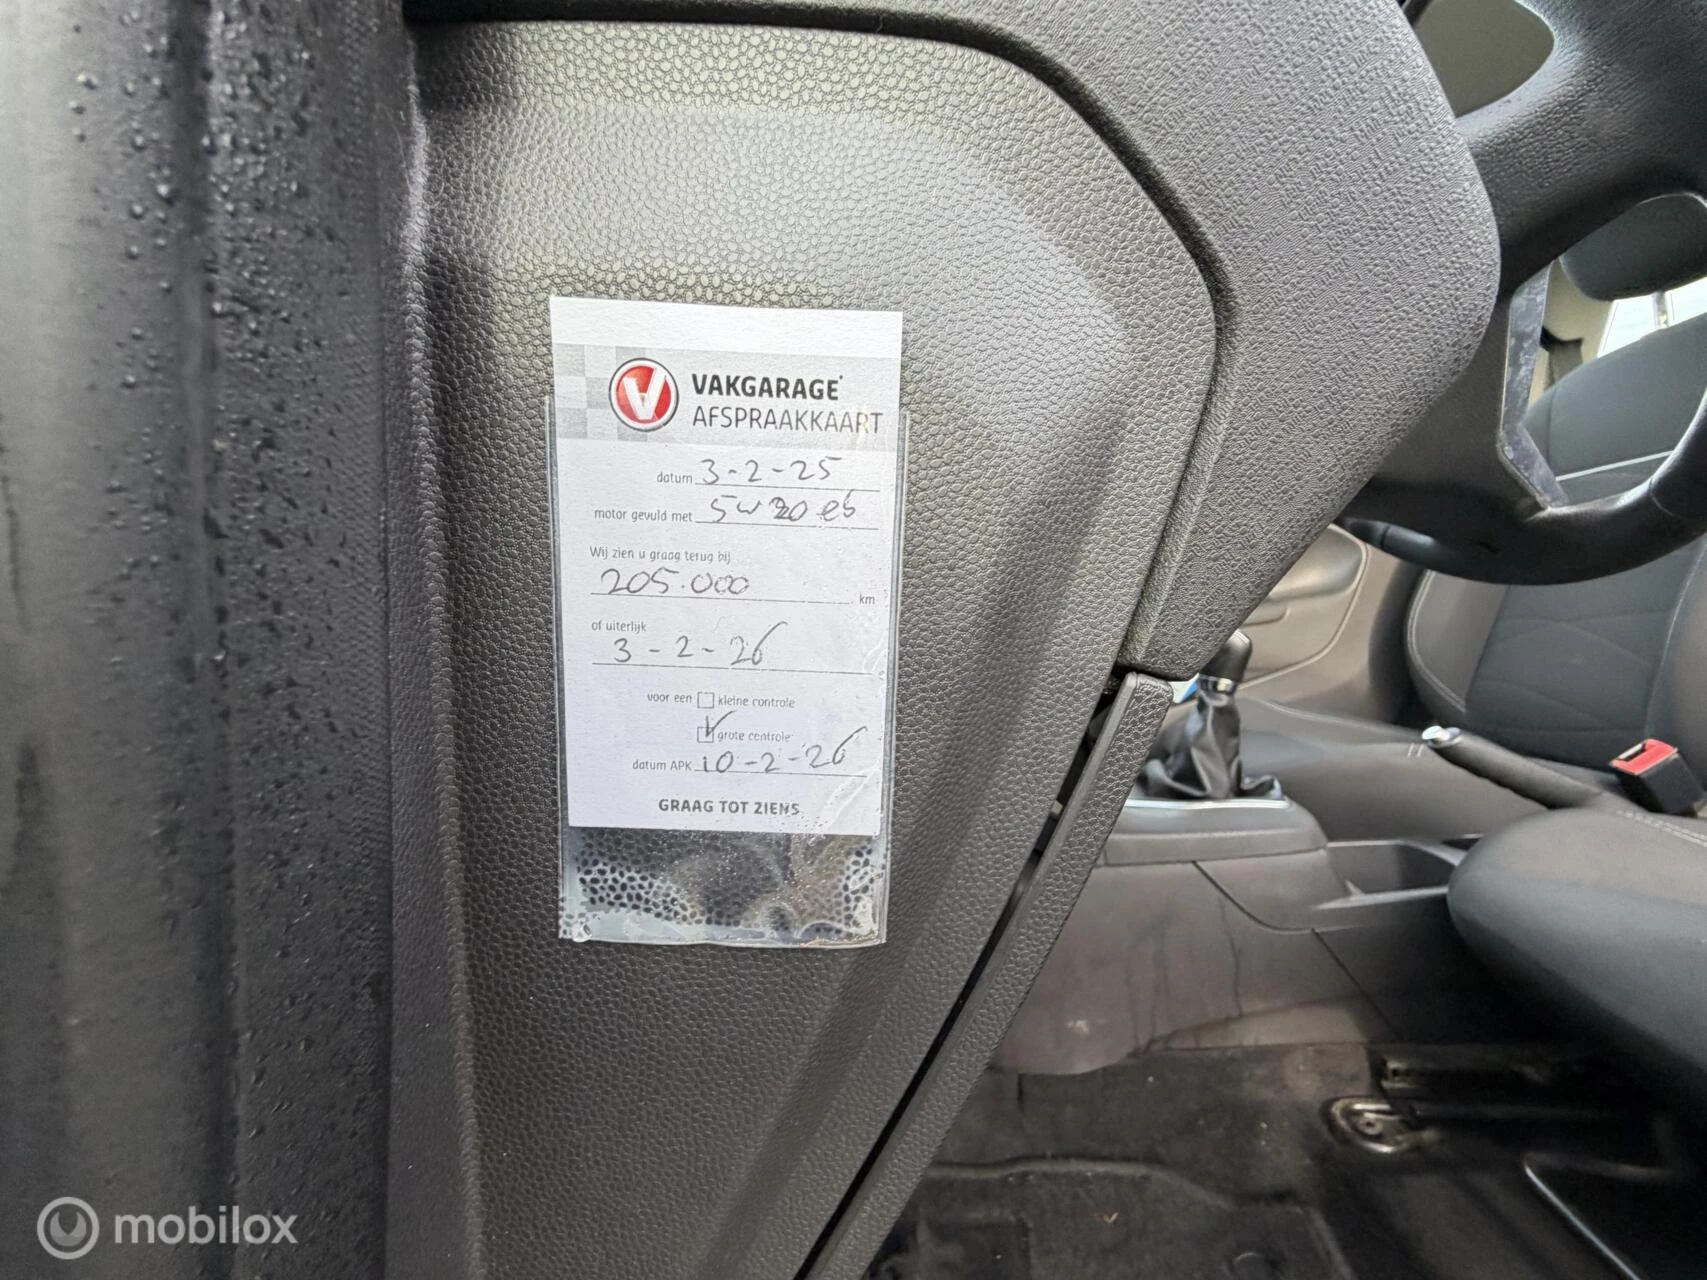 V VAKGARAGE
AFSPRAAKKAART
datum 3-2-25
motor gevuld met 5w20 eb
Wij zien u graag terug bij
205.000 km
of uiterlijk
3-2-26
voor een kleine controle
grote controle
datum APK 10-2-26
GRAAG TOT ZIENS
mobilox